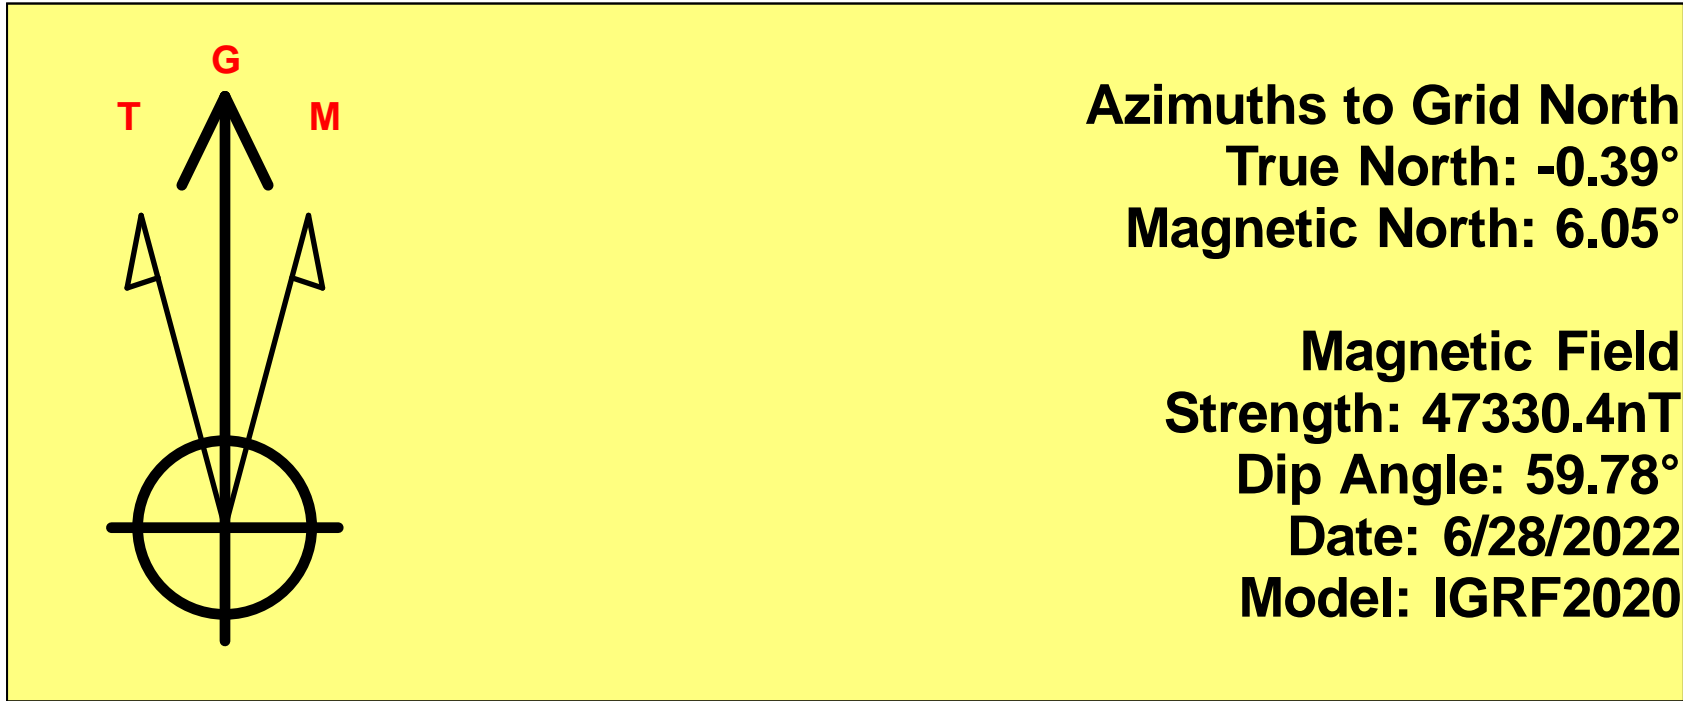 G
T
M
Azimuths to Grid North
True North: -0.39°
Magnetic North: 6.05°
Magnetic Field
Strength: 47330.4nT
Dip Angle: 59.78°
Date: 6/28/2022
Model: IGRF2020